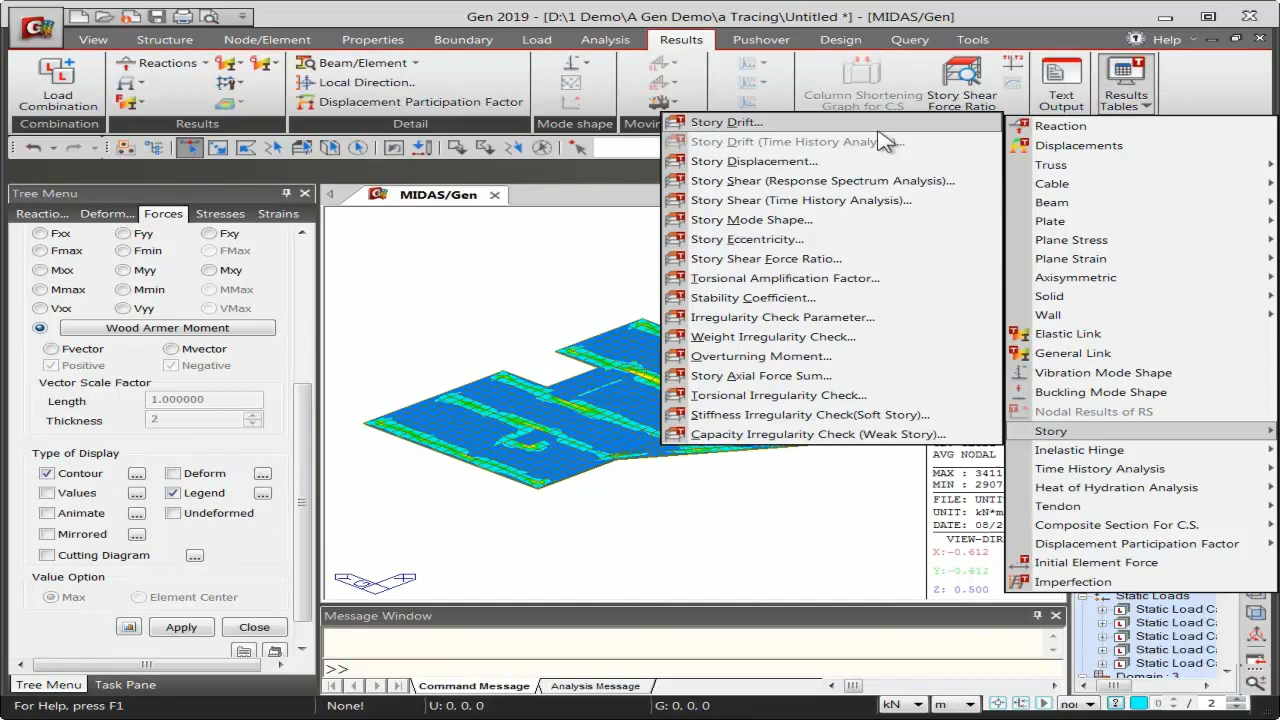 Gen 2019 - [D:\1 Demo\A Gen Demo\a Tracing\Untitled *] - [MIDAS/Gen]
View Structure Node/Element Properties Boundary Load Analysis Results Pushover Design Query Tools Help
Load Combination
Combination
Reactions
Results
Beam/Element
Local Direction..
Displacement Participation Factor
Detail
Mode shape
Column Shortening Graph for C.S
Story Shear Force Ratio
Text Output
Results Tables
Tree Menu
Reactio... Deform... Forces Stresses Strains
Fxx Fyy Fxy
Fmax Fmin FMax
Mxx Myy Mxy
Mmax Mmin MMax
Vxx Vyy VMax
Wood Armer Moment
Fvector Mvector
Positive Negative
Vector Scale Factor
Length 1.000000
Thickness 2
Type of Display
Contour ... Deform ...
Values ... Legend ...
Animate ... Undeformed
Mirrored ...
Cutting Diagram ...
Value Option
Max Element Center
Apply Close
Tree Menu Task Pane
MIDAS/Gen
Story Drift...
Story Drift (Time History Analy
Story Displacement...
Story Shear (Response Spectrum Analysis)...
Story Shear (Time History Analysis)...
Story Mode Shape...
Story Eccentricity...
Story Shear Force Ratio...
Torsional Amplification Factor...
Stability Coefficient...
Irregularity Check Parameter...
Weight Irregularity Check...
Overturning Moment...
Story Axial Force Sum...
Torsional Irregularity Check...
Stiffness Irregularity Check(Soft Story)...
Capacity Irregularity Check (Weak Story)...
Reaction
Displacements
Truss
Cable
Beam
Plate
Plane Stress
Plane Strain
Axisymmetric
Solid
Wall
Elastic Link
General Link
Vibration Mode Shape
Buckling Mode Shape
Nodal Results of RS
Story
Inelastic Hinge
Time History Analysis
Heat of Hydration Analysis
Tendon
Composite Section For C.S.
Displacement Participation Factor
Initial Element Force
Imperfection
AVG NODAL
MAX : 3411
MIN : 2907
FILE: UNTI
UNIT: kN*m
DATE: 08/2
VIEW-DIR
X:-0.612
Y:-0.612
Z: 0.500
Message Window
>>
Command Message Analysis Message
Static Loads
Static Load Ca
Static Load Ca
Static Load Ca
Static Load Ca
Static Load Ca
Domain : 3
For Help, press F1 None! U: 0, 0, 0 G: 0, 0, 0 kN m nor 0 / 2